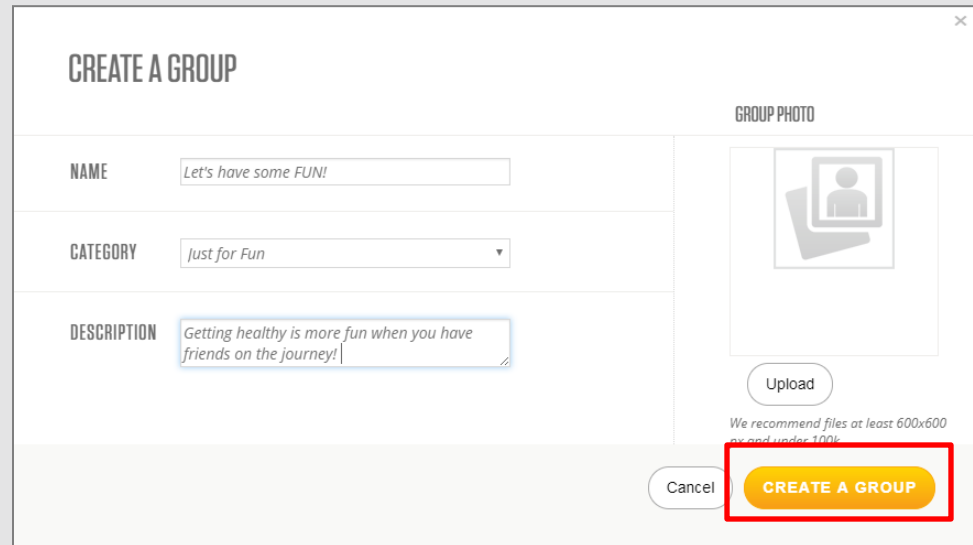 ×
CREATE A GROUP
GROUP PHOTO
NAME
Let's have some FUN!
CATEGORY
Just for Fun
DESCRIPTION
Getting healthy is more fun when you have
friends on the journey!
Upload
We recommend files at least 600x600
px and under 100k
Cancel
CREATE A GROUP